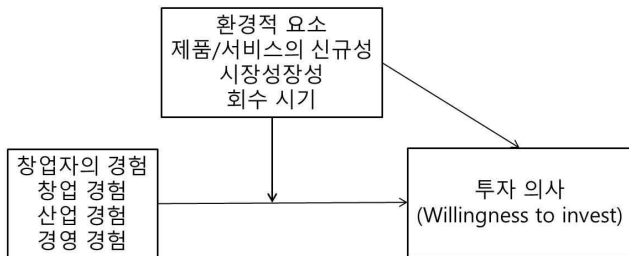 환경적 요소
제품/서비스의 신규성
시장성장성
회수 시기
창업자의 경험
창업 경험
산업 경험
경영 경험
투자 의사
(Willingness to invest)